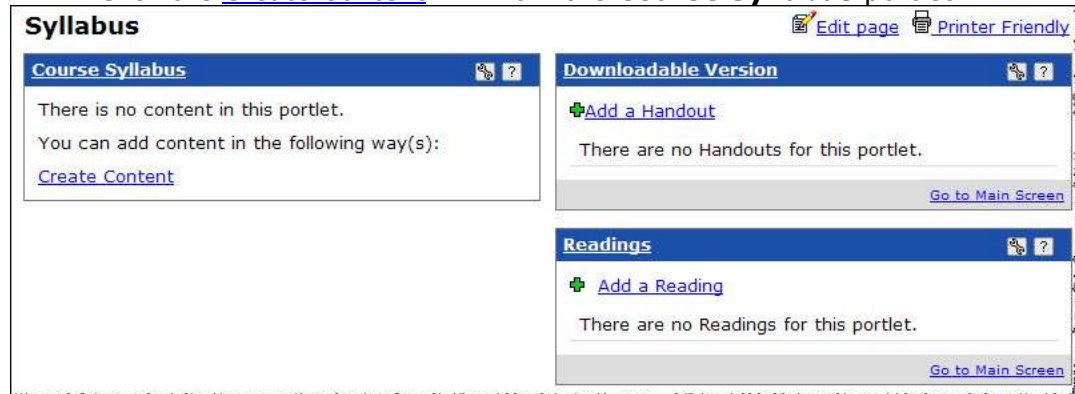 Syllabus
Edit page Printer Friendly
Course Syllabus ?
There is no content in this portlet.
You can add content in the following way(s):
Create Content
Downloadable Version ?
Add a Handout
There are no Handouts for this portlet.
Go to Main Screen
Readings ?
Add a Reading
There are no Readings for this portlet.
Go to Main Screen